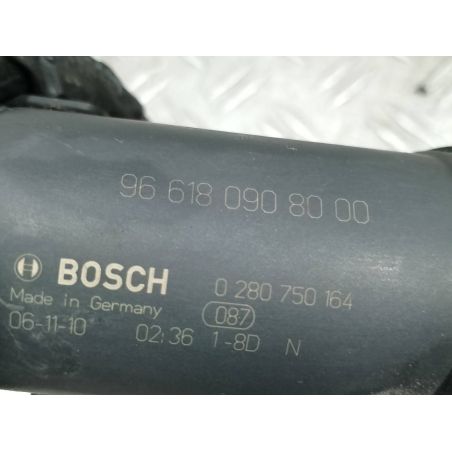 96 618 090 80 00
BOSCH 0 280 750 164
Made in Germany 087
06-11-10 02:36 1-8D N